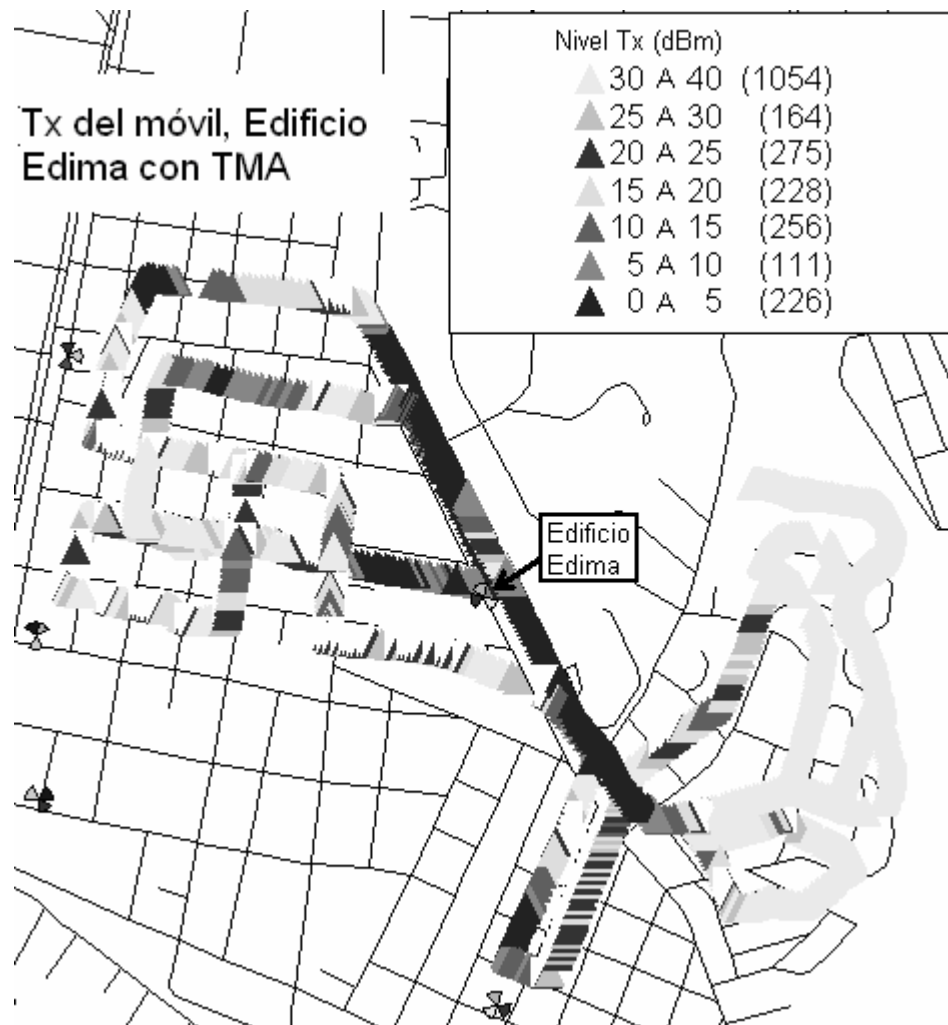 Nivel Tx (dBm)
30 A 40 (1054)
25 A 30 (164)
20 A 25 (275)
15 A 20 (228)
10 A 15 (256)
5 A 10 (111)
0 A 5 (226)
Tx del móvil, Edificio
Edima con TMA
Edificio
Edima